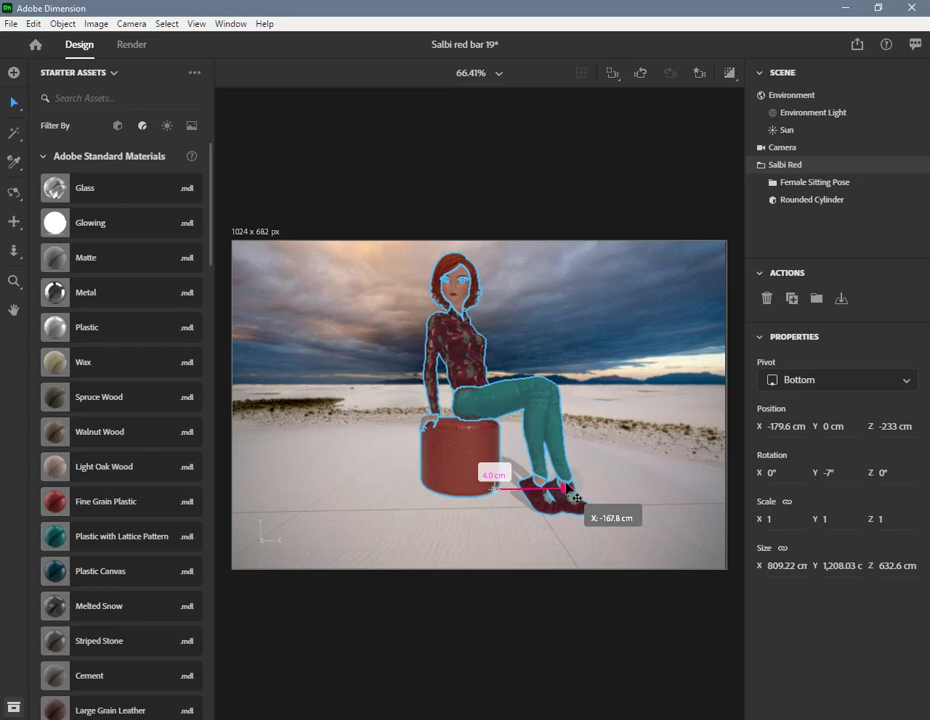 Dn Adobe Dimension
File Edit Object Image Camera Select View Window Help
Design Render Salbi red bar 19*
STARTER ASSETS
66.41%
Search Assets...
Filter By
Adobe Standard Materials
Glass .mdl
Glowing .mdl
Matte .mdl
Metal .mdl
Plastic .mdl
Wax .mdl
Spruce Wood .mdl
Walnut Wood .mdl
Light Oak Wood .mdl
Fine Grain Plastic .mdl
Plastic with Lattice Pattern .mdl
Plastic Canvas .mdl
Melted Snow .mdl
Striped Stone .mdl
Cement .mdl
Large Grain Leather .mdl
1024 x 682 px
4.0 cm
X: -167.8 cm
SCENE
Environment
Environment Light
Sun
Camera
Salbi Red
Female Sitting Pose
Rounded Cylinder
ACTIONS
PROPERTIES
Pivot
Bottom
Position
X -179.6 cm Y 0 cm Z -233 cm
Rotation
X 0° Y -7° Z 0°
Scale
X 1 Y 1 Z 1
Size
X 809.22 cm Y 1,208.03 c Z 632.6 cm